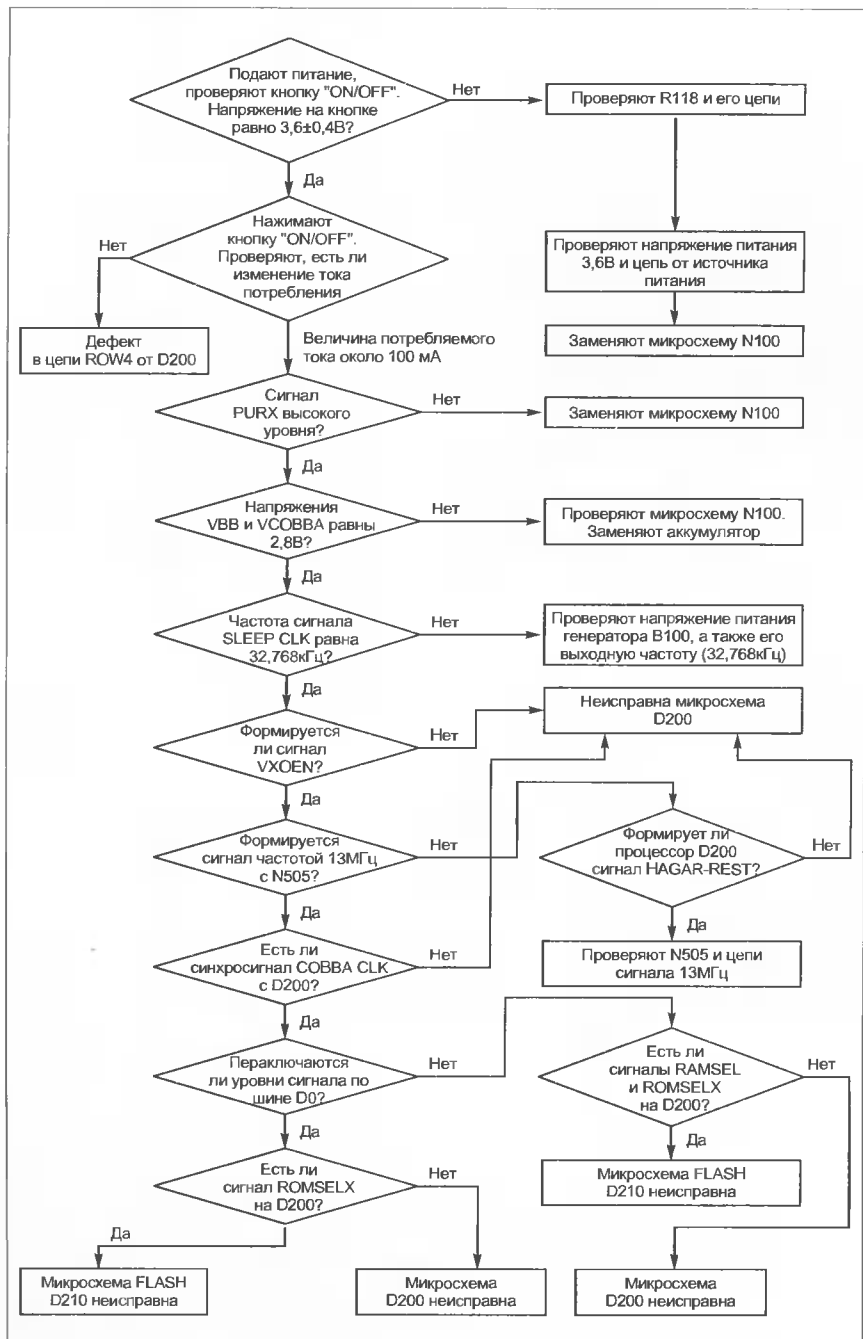 Подают питание,
проверяют кнопку "ON/OFF".
Напряжение на кнопке
равно 3,6±0,4В?
Нет
Проверяют R118 и его цепи
Да
Нажимают
кнопку "ON/OFF".
Проверяют, есть ли
изменение тока
потребления
Нет
Проверяют напряжение питания
3,6В и цепь от источника
питания
Дефект
в цепи ROW4 от D200
Величина потребляемого
тока около 100 мА
Заменяют микросхему N100
Сигнал
PURX высокого
уровня?
Нет
Заменяют микросхему N100
Да
Напряжения
VBB и VCOBBA равны
2,8В?
Нет
Проверяют микросхему N100.
Заменяют аккумулятор
Да
Частота сигнала
SLEEP CLK равна
32,768кГц?
Нет
Проверяют напряжение питания
генератора B100, а также его
выходную частоту (32,768кГц)
Да
Формируется
ли сигнал
VXOEN?
Нет
Неисправна микросхема
D200
Да
Формируется
сигнал частотой 13МГц
с N505?
Нет
Формирует ли
процессор D200
сигнал HAGAR-REST?
Нет
Да
Да
Есть ли
синхросигнал COBBA CLK
с D200?
Нет
Проверяют N505 и цепи
сигнала 13МГц
Да
Пераключаются
ли уровни сигнала по
шине D0?
Нет
Есть ли
сигналы RAMSEL
и ROMSELX
на D200?
Нет
Да
Да
Есть ли
сигнал ROMSELX
на D200?
Нет
Микросхема FLASH
D210 неисправна
Да
Микросхема FLASH
D210 неисправна
Микросхема
D200 неисправна
Микросхема
D200 неисправна